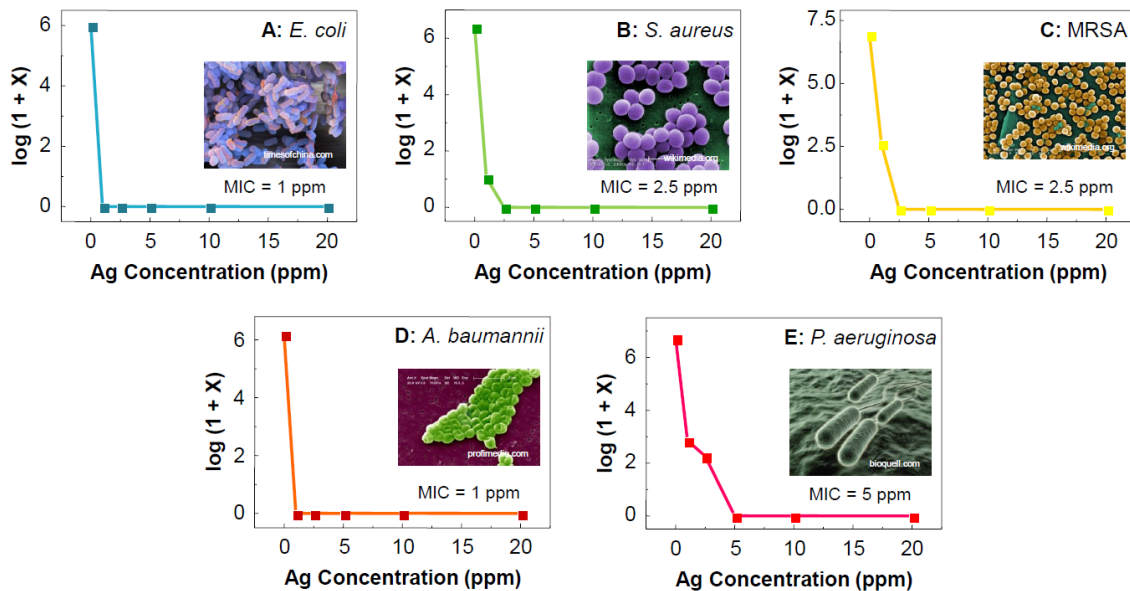 A: E. coli
log (1 + X)
6
4
2
0
timesofchina.com
MIC = 1 ppm
0 5 10 15 20
Ag Concentration (ppm)
B: S. aureus
log (1 + X)
6
4
2
0
wikimedia.org
MIC = 2.5 ppm
0 5 10 15 20
Ag Concentration (ppm)
C: MRSA
log (1 + X)
7.5
5.0
2.5
0.0
wikimedia.org
MIC = 2.5 ppm
0 5 10 15 20
Ag Concentration (ppm)
D: A. baumannii
log (1 + X)
6
4
2
0
profimedia.com
MIC = 1 ppm
0 5 10 15 20
Ag Concentration (ppm)
E: P. aeruginosa
log (1 + X)
6
4
2
0
bioquell.com
MIC = 5 ppm
0 5 10 15 20
Ag Concentration (ppm)